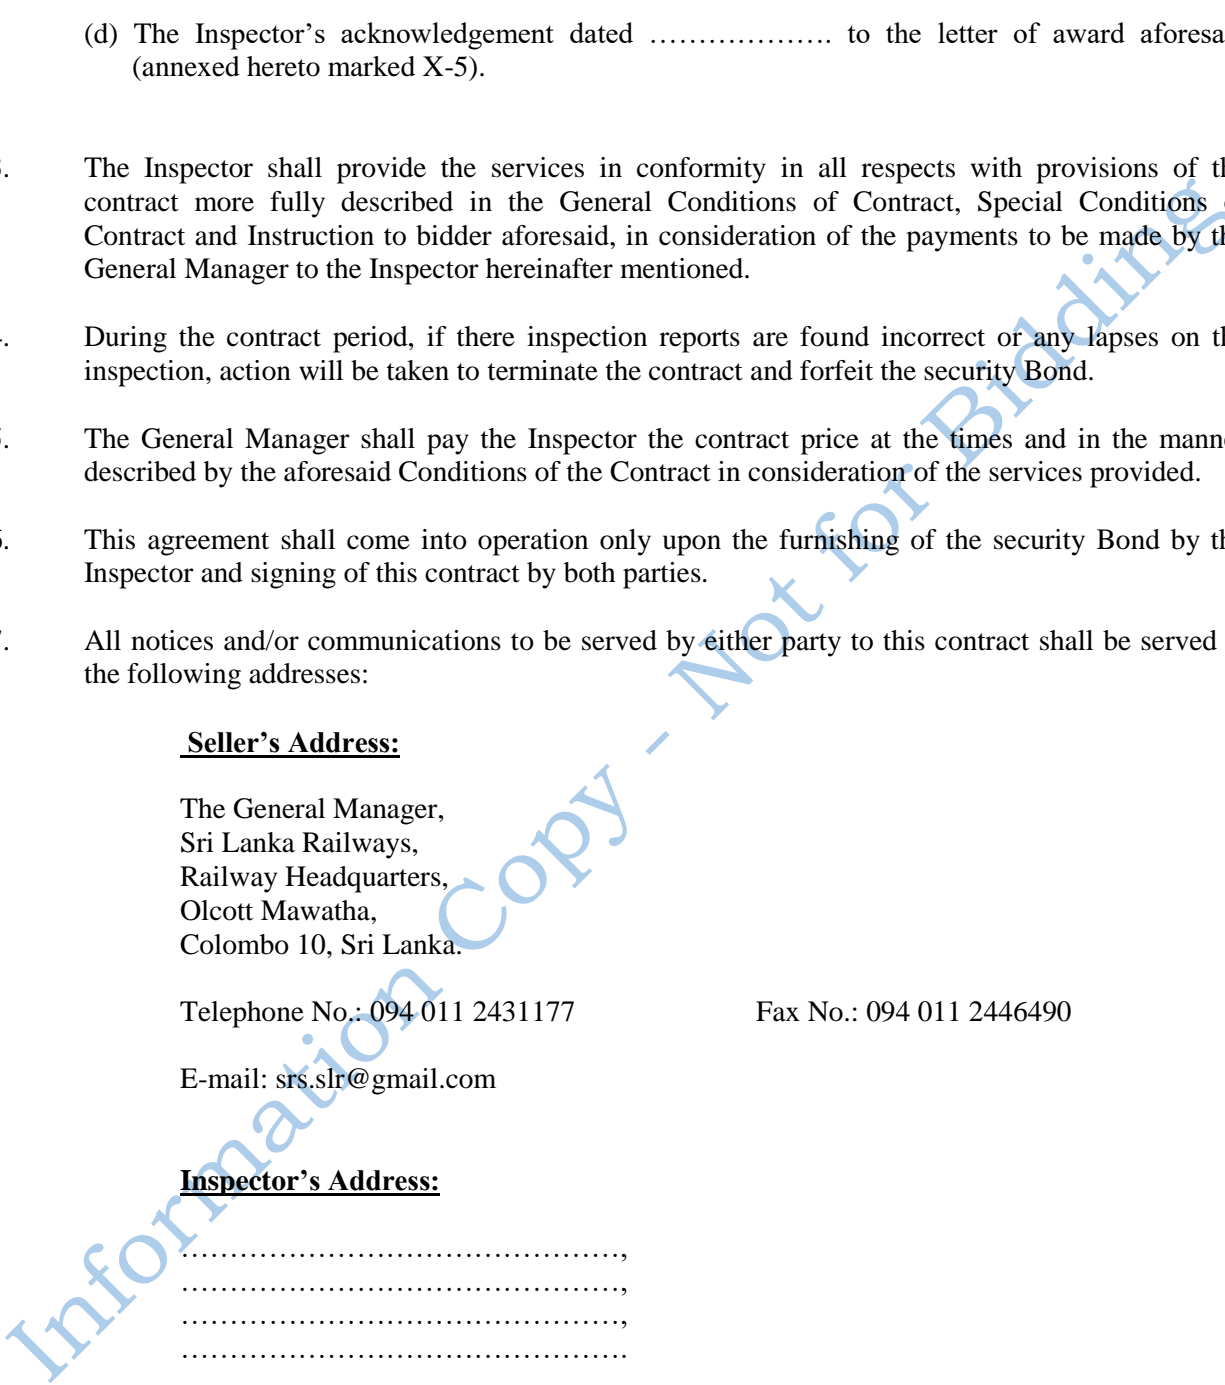 (d) The Inspector’s acknowledgement dated ………………. to the letter of award aforesa
(annexed hereto marked X-5).
The Inspector shall provide the services in conformity in all respects with provisions of th
contract more fully described in the General Conditions of Contract, Special Conditions
Contract and Instruction to bidder aforesaid, in consideration of the payments to be made by th
General Manager to the Inspector hereinafter mentioned.
During the contract period, if there inspection reports are found incorrect or any lapses on th
inspection, action will be taken to terminate the contract and forfeit the security Bond.
The General Manager shall pay the Inspector the contract price at the times and in the manne
described by the aforesaid Conditions of the Contract in consideration of the services provided.
This agreement shall come into operation only upon the furnishing of the security Bond by th
Inspector and signing of this contract by both parties.
All notices and/or communications to be served by either party to this contract shall be served
the following addresses:
Seller’s Address:
The General Manager,
Sri Lanka Railways,
Railway Headquarters,
Olcott Mawatha,
Colombo 10, Sri Lanka.
Telephone No.: 094 011 2431177 Fax No.: 094 011 2446490
E-mail: srs.slr@gmail.com
Inspector’s Address:
………………………………………,
………………………………………,
………………………………………,
……………………………………….
Information Copy - Not for Bidding